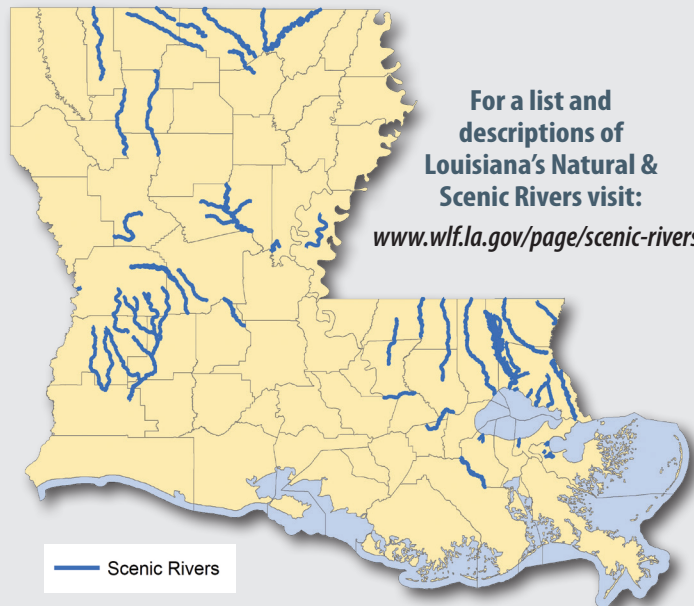 For a list and
descriptions of
Louisiana's Natural &
Scenic Rivers visit:
www.wlf.la.gov/page/scenic-rivers
Scenic Rivers